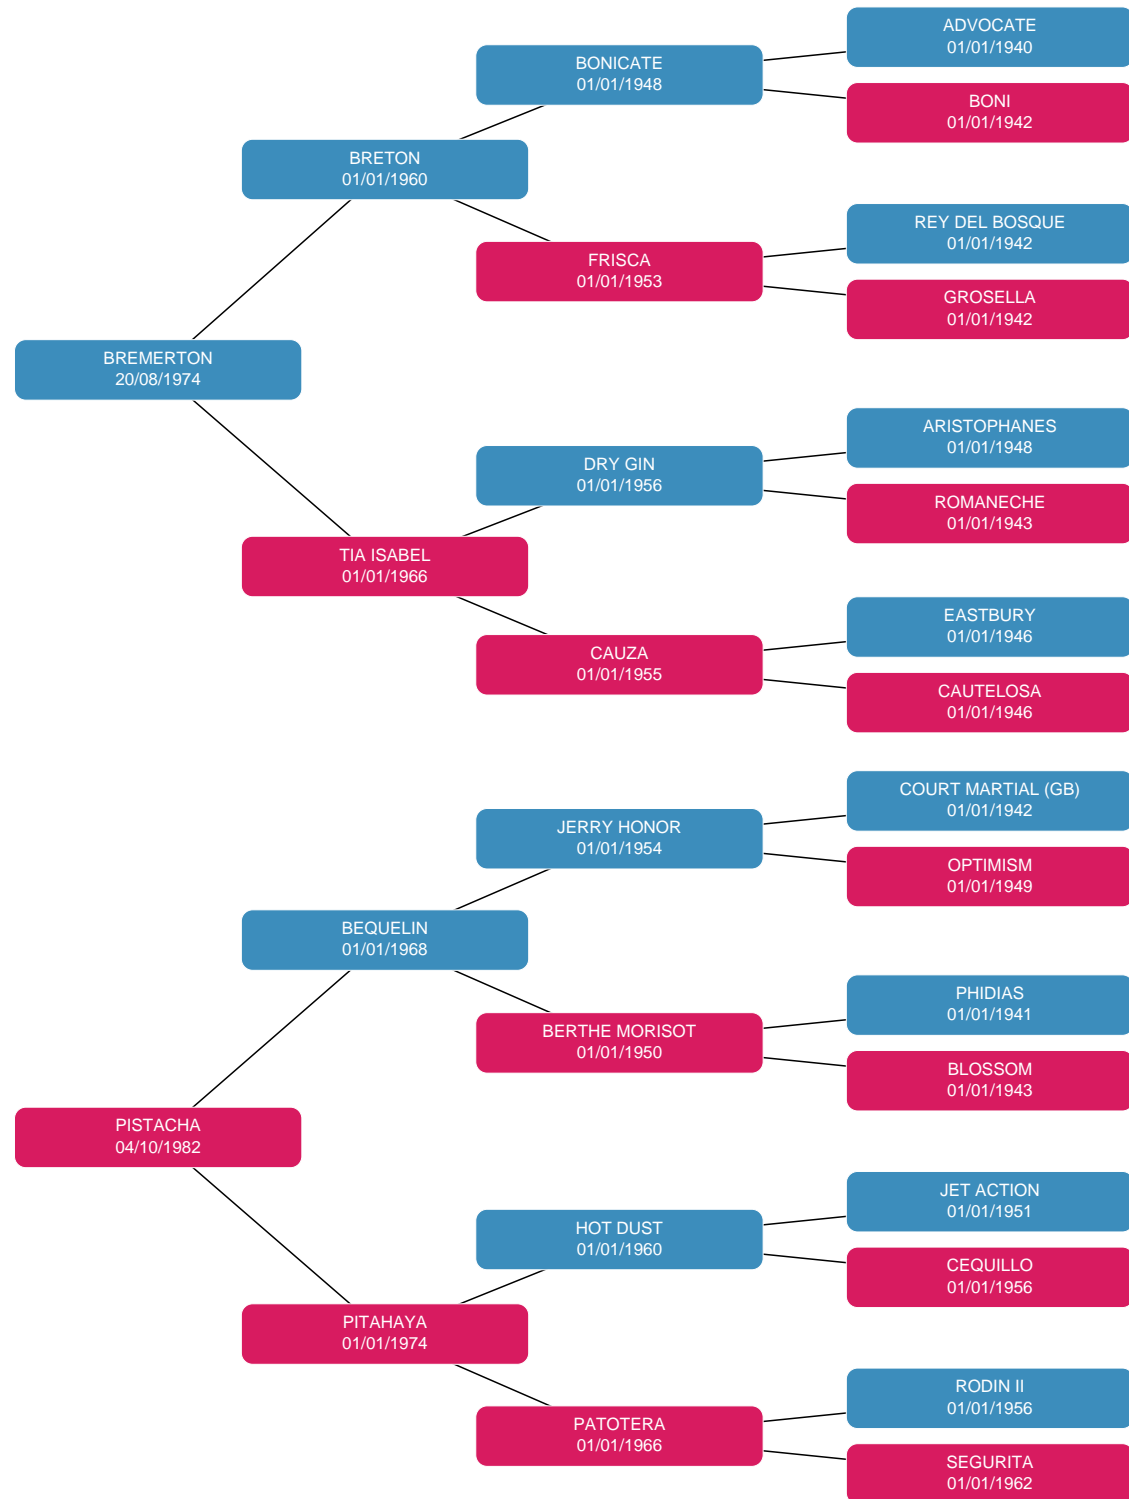 ADVOCATE
01/01/1940
BONICATE
01/01/1948
BONI
01/01/1942
BRETON
01/01/1960
REY DEL BOSQUE
01/01/1942
FRISCA
01/01/1953
GROSELLA
01/01/1942
BREMERTON
20/08/1974
ARISTOPHANES
01/01/1948
DRY GIN
01/01/1956
ROMANECHE
01/01/1943
TIA ISABEL
01/01/1966
EASTBURY
01/01/1946
CAUZA
01/01/1955
CAUTELOSA
01/01/1946
COURT MARTIAL (GB)
01/01/1942
JERRY HONOR
01/01/1954
OPTIMISM
01/01/1949
BEQUELIN
01/01/1968
PHIDIAS
01/01/1941
BERTHE MORISOT
01/01/1950
BLOSSOM
01/01/1943
PISTACHA
04/10/1982
JET ACTION
01/01/1951
HOT DUST
01/01/1960
CEQUILLO
01/01/1956
PITAHAYA
01/01/1974
RODIN II
01/01/1956
PATOTERA
01/01/1966
SEGURITA
01/01/1962